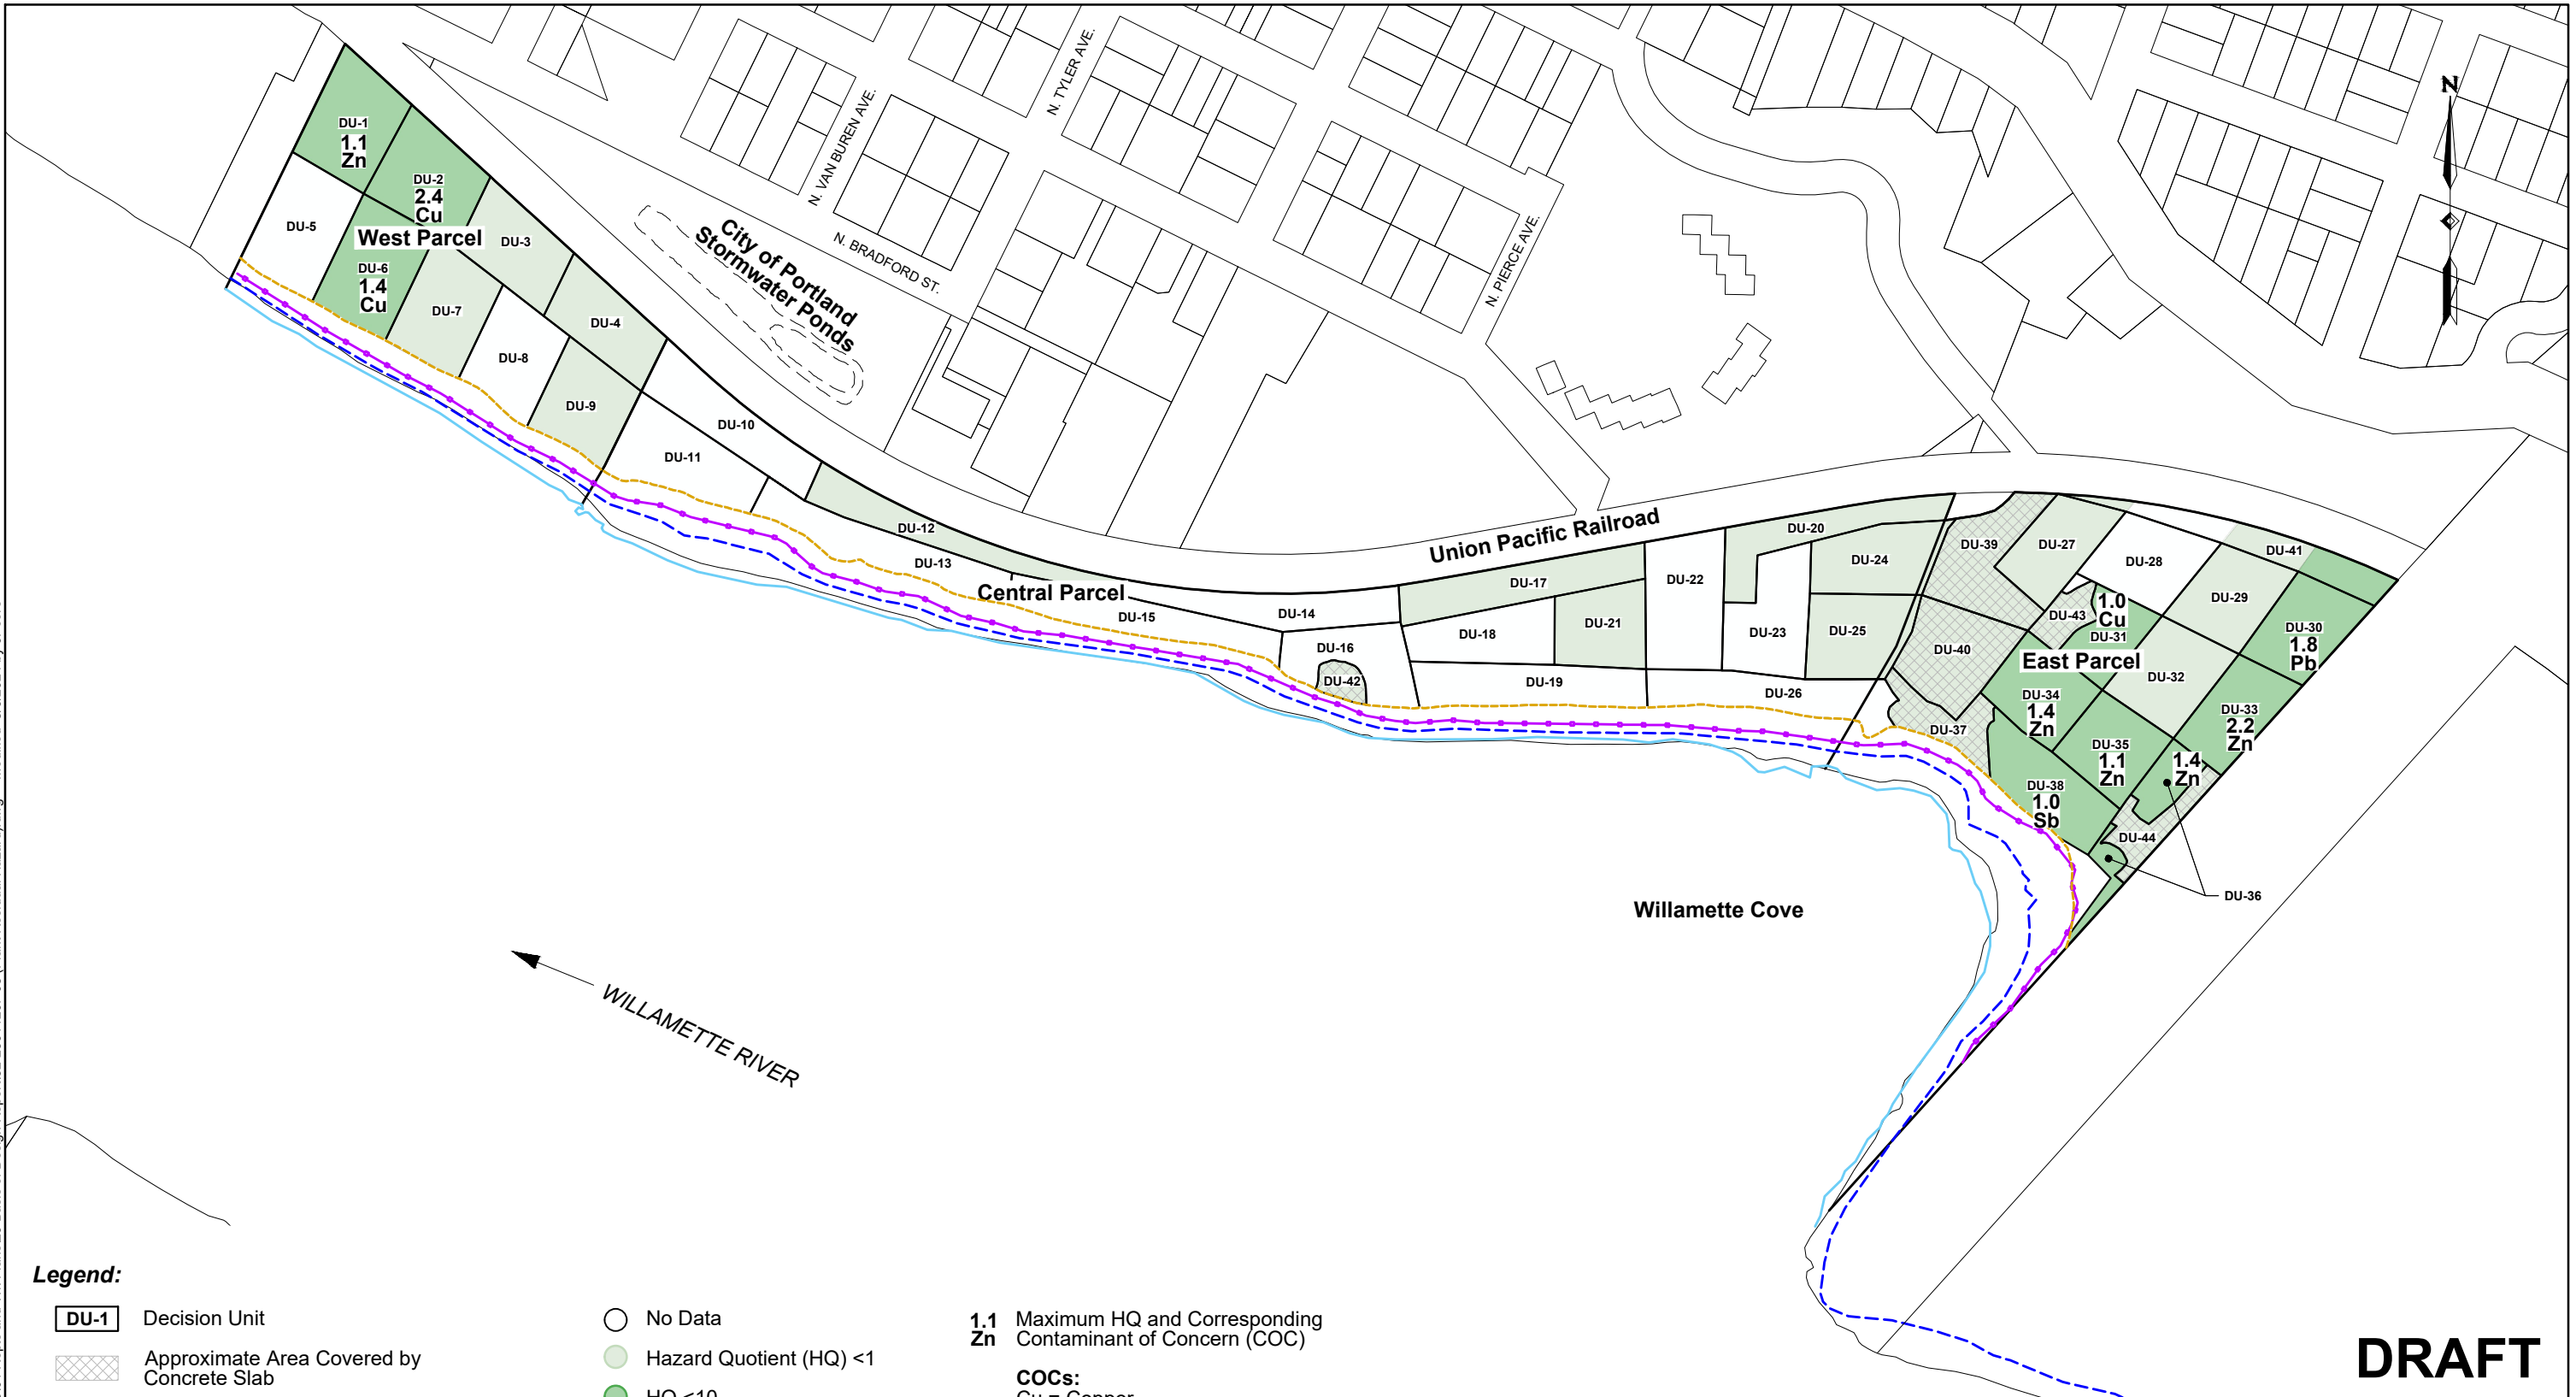 N. TYLER AVE.
N. VAN BUREN AVE.
N
DU-1
1.1
Zn
DU-2
2.4
Cu
DU-5
West Parcel
DU-3
DU-6
1.4
Cu
DU-7
DU-4
DU-8
DU-9
City of Portland
Stormwater Ponds
N. BRADFORD ST.
N. PIERCE AVE.
DU-10
DU-11
DU-12
DU-13
Central Parcel
DU-15
DU-14
Union Pacific Railroad
DU-16
DU-42
DU-17
DU-18
DU-21
DU-19
DU-22
DU-20
DU-23
DU-24
DU-25
DU-26
DU-39
DU-27
DU-28
DU-41
DU-40
DU-43
1.0
Cu
DU-31
DU-29
DU-30
1.8
Pb
East Parcel
DU-32
DU-34
1.4
Zn
DU-33
2.2
Zn
DU-37
DU-35
1.1
Zn
1.4
Zn
DU-38
1.0
Sb
DU-44
DU-36
Willamette Cove
WILLAMETTE RIVER
Legend:
DU-1 Decision Unit
Approximate Area Covered by
Concrete Slab
No Data
Hazard Quotient (HQ) <1
HQ <10
1.1
Zn
Maximum HQ and Corresponding
Contaminant of Concern (COC)
COCs:
Cu = Copper
DRAFT